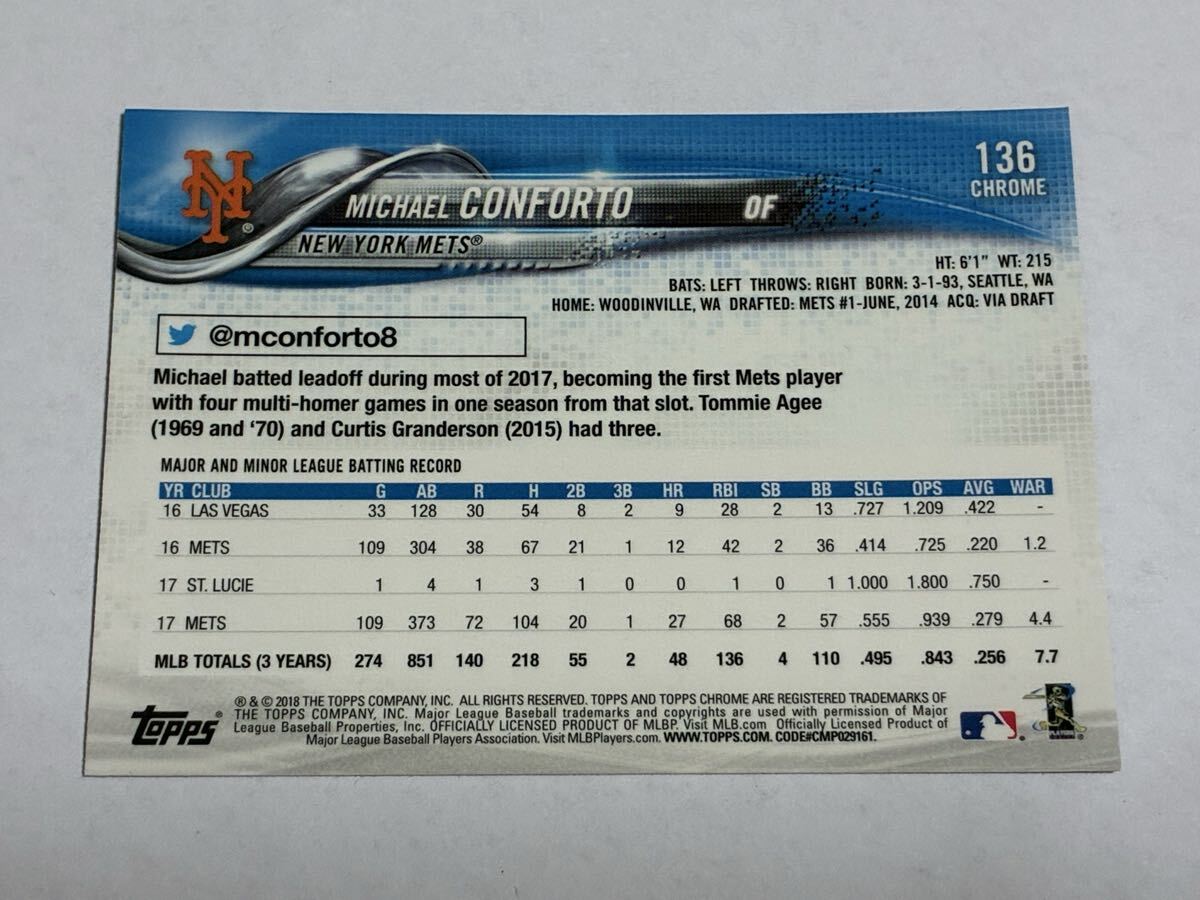 NY ®
MICHAEL CONFORTO OF
NEW YORK METS®
136
CHROME
HT: 6'1" WT: 215
BATS: LEFT THROWS: RIGHT BORN: 3-1-93, SEATTLE, WA
HOME: WOODINVILLE, WA DRAFTED: METS #1-JUNE, 2014 ACQ: VIA DRAFT
@mconforto8
Michael batted leadoff during most of 2017, becoming the first Mets player
with four multi-homer games in one season from that slot. Tommie Agee
(1969 and ‘70) and Curtis Granderson (2015) had three.
MAJOR AND MINOR LEAGUE BATTING RECORD
YR CLUB G AB R H 2B 3B HR RBI SB BB SLG OPS AVG WAR
16 LAS VEGAS 33 128 30 54 8 2 9 28 2 13 .727 1.209 .422 -
16 METS 109 304 38 67 21 1 12 42 2 36 .414 .725 .220 1.2
17 ST. LUCIE 1 4 1 3 1 0 0 1 0 1 1.000 1.800 .750 -
17 METS 109 373 72 104 20 1 27 68 2 57 .555 .939 .279 4.4
MLB TOTALS (3 YEARS) 274 851 140 218 55 2 48 136 4 110 .495 .843 .256 7.7
topps®
® & © 2018 THE TOPPS COMPANY, INC. ALL RIGHTS RESERVED. TOPPS AND TOPPS CHROME ARE REGISTERED TRADEMARKS OF
THE TOPPS COMPANY, INC. Major League Baseball trademarks and copyrights are used with permission of Major
League Baseball Properties, Inc. OFFICIALLY LICENSED PRODUCT OF MLBP. Visit MLB.com Officially Licensed Product of
Major League Baseball Players Association. Visit MLBPlayers.com. WWW.TOPPS.COM. CODE#CMP029161.